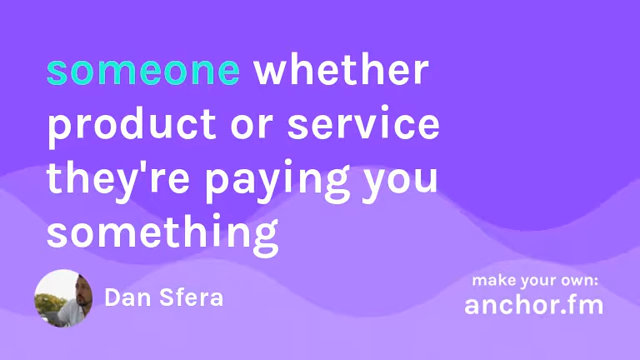 someone whether
product or service
they're paying you
something
Dan Sfera
make your own:
anchor.fm